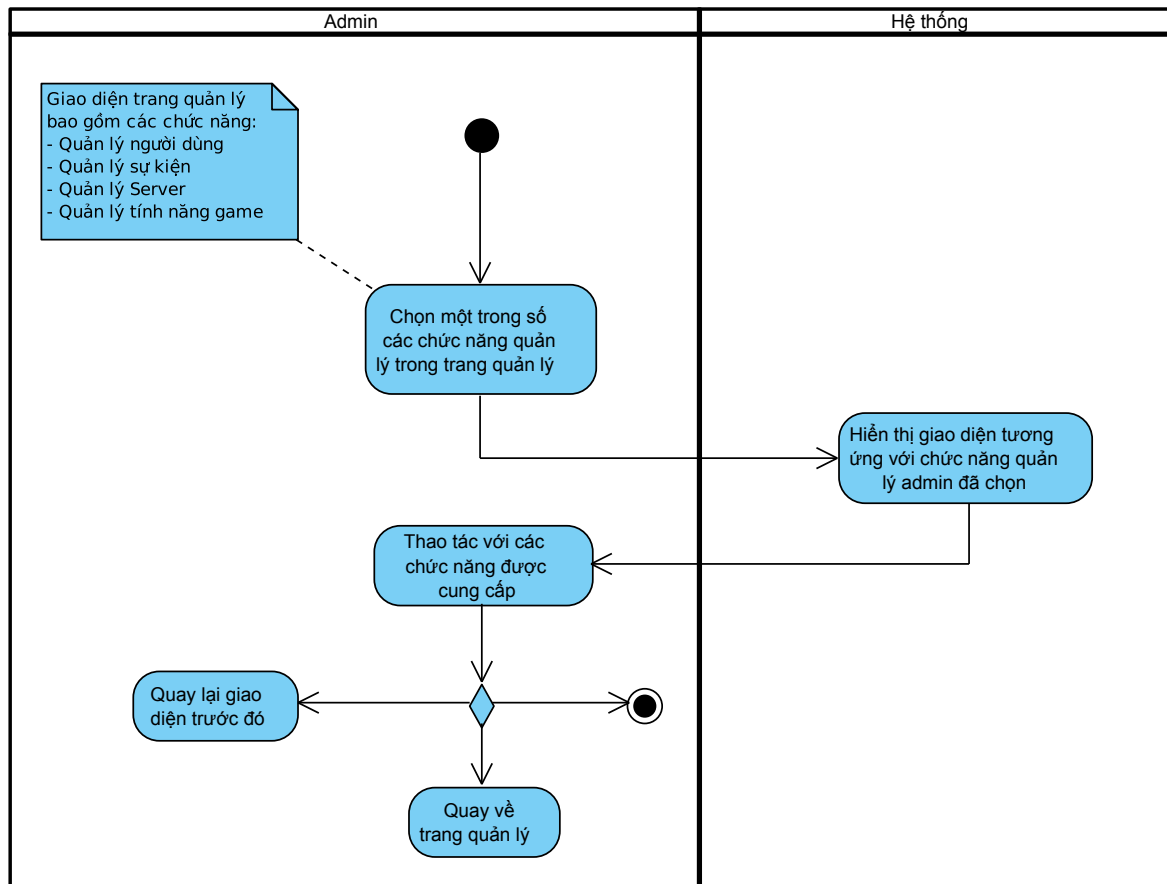 Admin
Hệ thống
Giao diện trang quản lý
bao gồm các chức năng:
- Quản lý người dùng
- Quản lý sự kiện
- Quản lý Server
- Quản lý tính năng game
Chọn một trong số
các chức năng quản
lý trong trang quản lý
Hiển thị giao diện tương
ứng với chức năng quản
lý admin đã chọn
Thao tác với các
chức năng được
cung cấp
Quay lại giao
diện trước đó
Quay về
trang quản lý